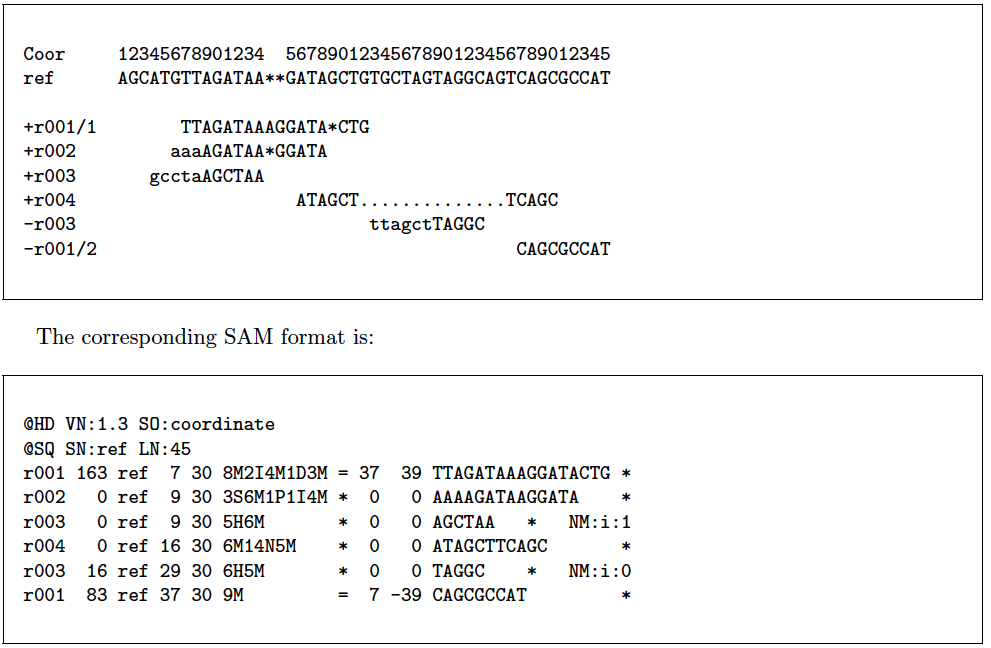 Coor     12345678901234  5678901234567890123456789012345
ref      AGCATGTTAGATAA**GATAGCTGTGCTAGTAGGCAGTCAGCGCCAT
+r001/1        TTAGATAAAGGATA*CTG
+r002         aaaAGATAA*GGATA
+r003       gcctaAGCTAA
+r004                     ATAGCT..............TCAGC
-r003                            ttagctTAGGC
-r001/2                                        CAGCGCCAT
The corresponding SAM format is:
@HD VN:1.3 SO:coordinate
@SQ SN:ref LN:45
r001 163 ref  7 30 8M2I4M1D3M = 37  39 TTAGATAAAGGATACTG *
r002   0 ref  9 30 3S6M1P1I4M *  0   0 AAAAGATAAGGATA    *
r003   0 ref  9 30 5H6M       *  0   0 AGCTAA   *   NM:i:1
r004   0 ref 16 30 6M14N5M    *  0   0 ATAGCTTCAGC       *
r003  16 ref 29 30 6H5M       *  0   0 TAGGC    *   NM:i:0
r001  83 ref 37 30 9M         =  7 -39 CAGCGCCAT         *